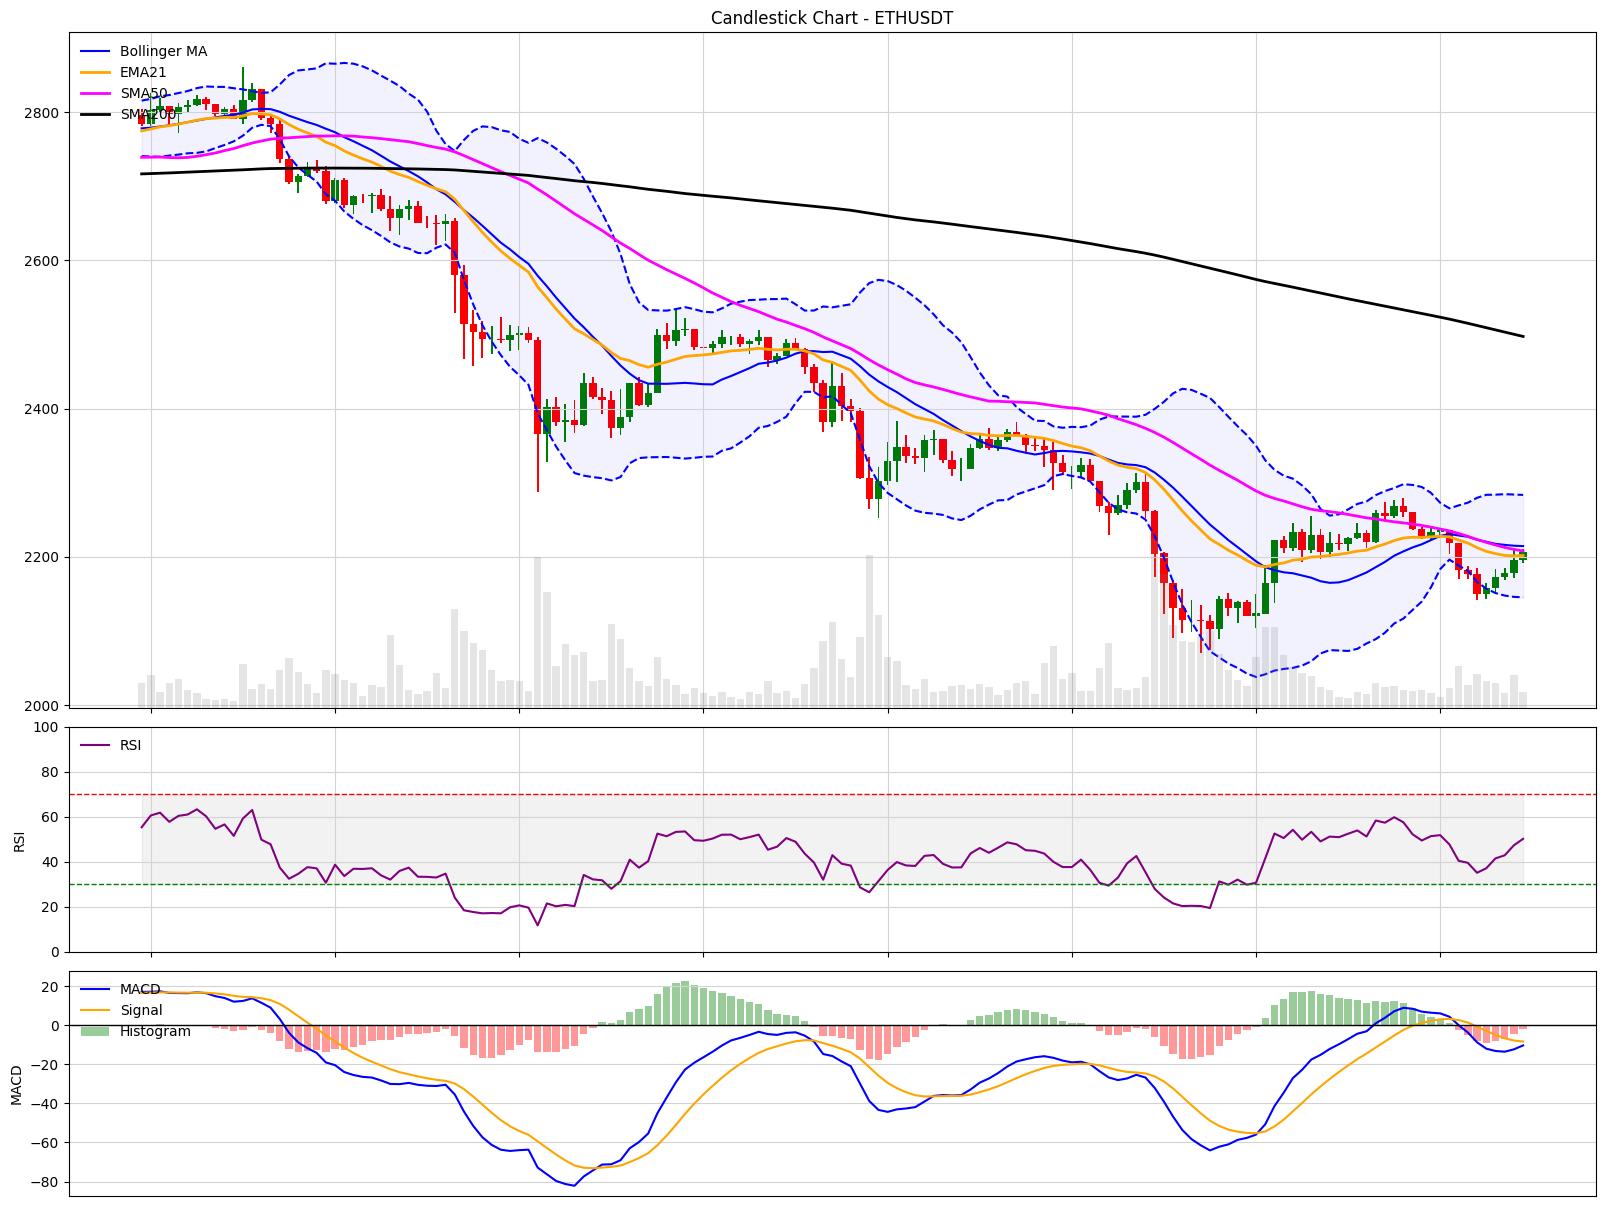 Candlestick Chart - ETHUSDT
Bollinger MA
EMA21
SMA50
SMA200
2800
2600
2400
2200
2000
RSI
100
80
60
40
20
0
RSI
MACD
Signal
Histogram
20
0
−20
−40
−60
−80
MACD